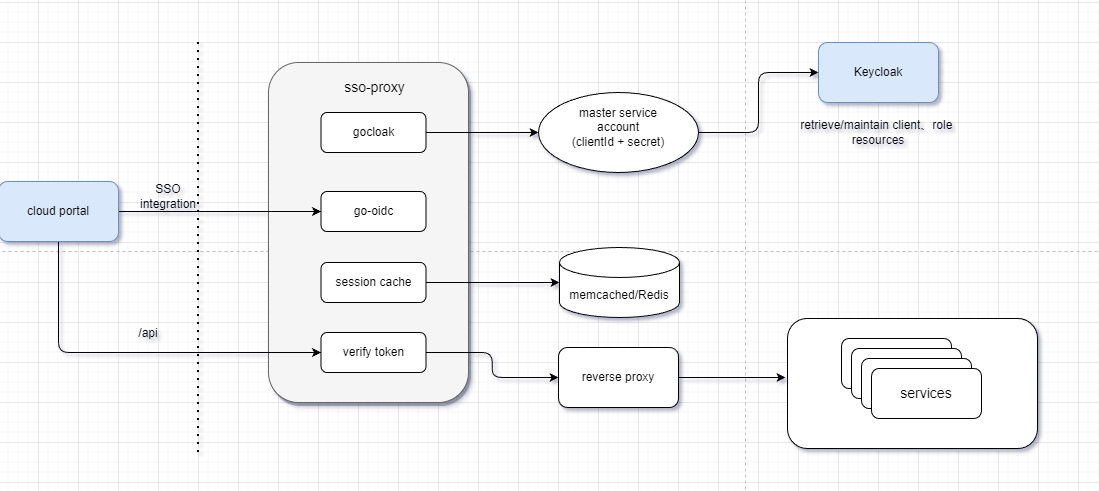 sso-proxy
gocloak
master service
account
(clientId + secret)
Keycloak
retrieve/maintain client、role
resources
cloud portal
SSO
integration
go-oidc
session cache
memcached/Redis
/api
verify token
reverse proxy
services